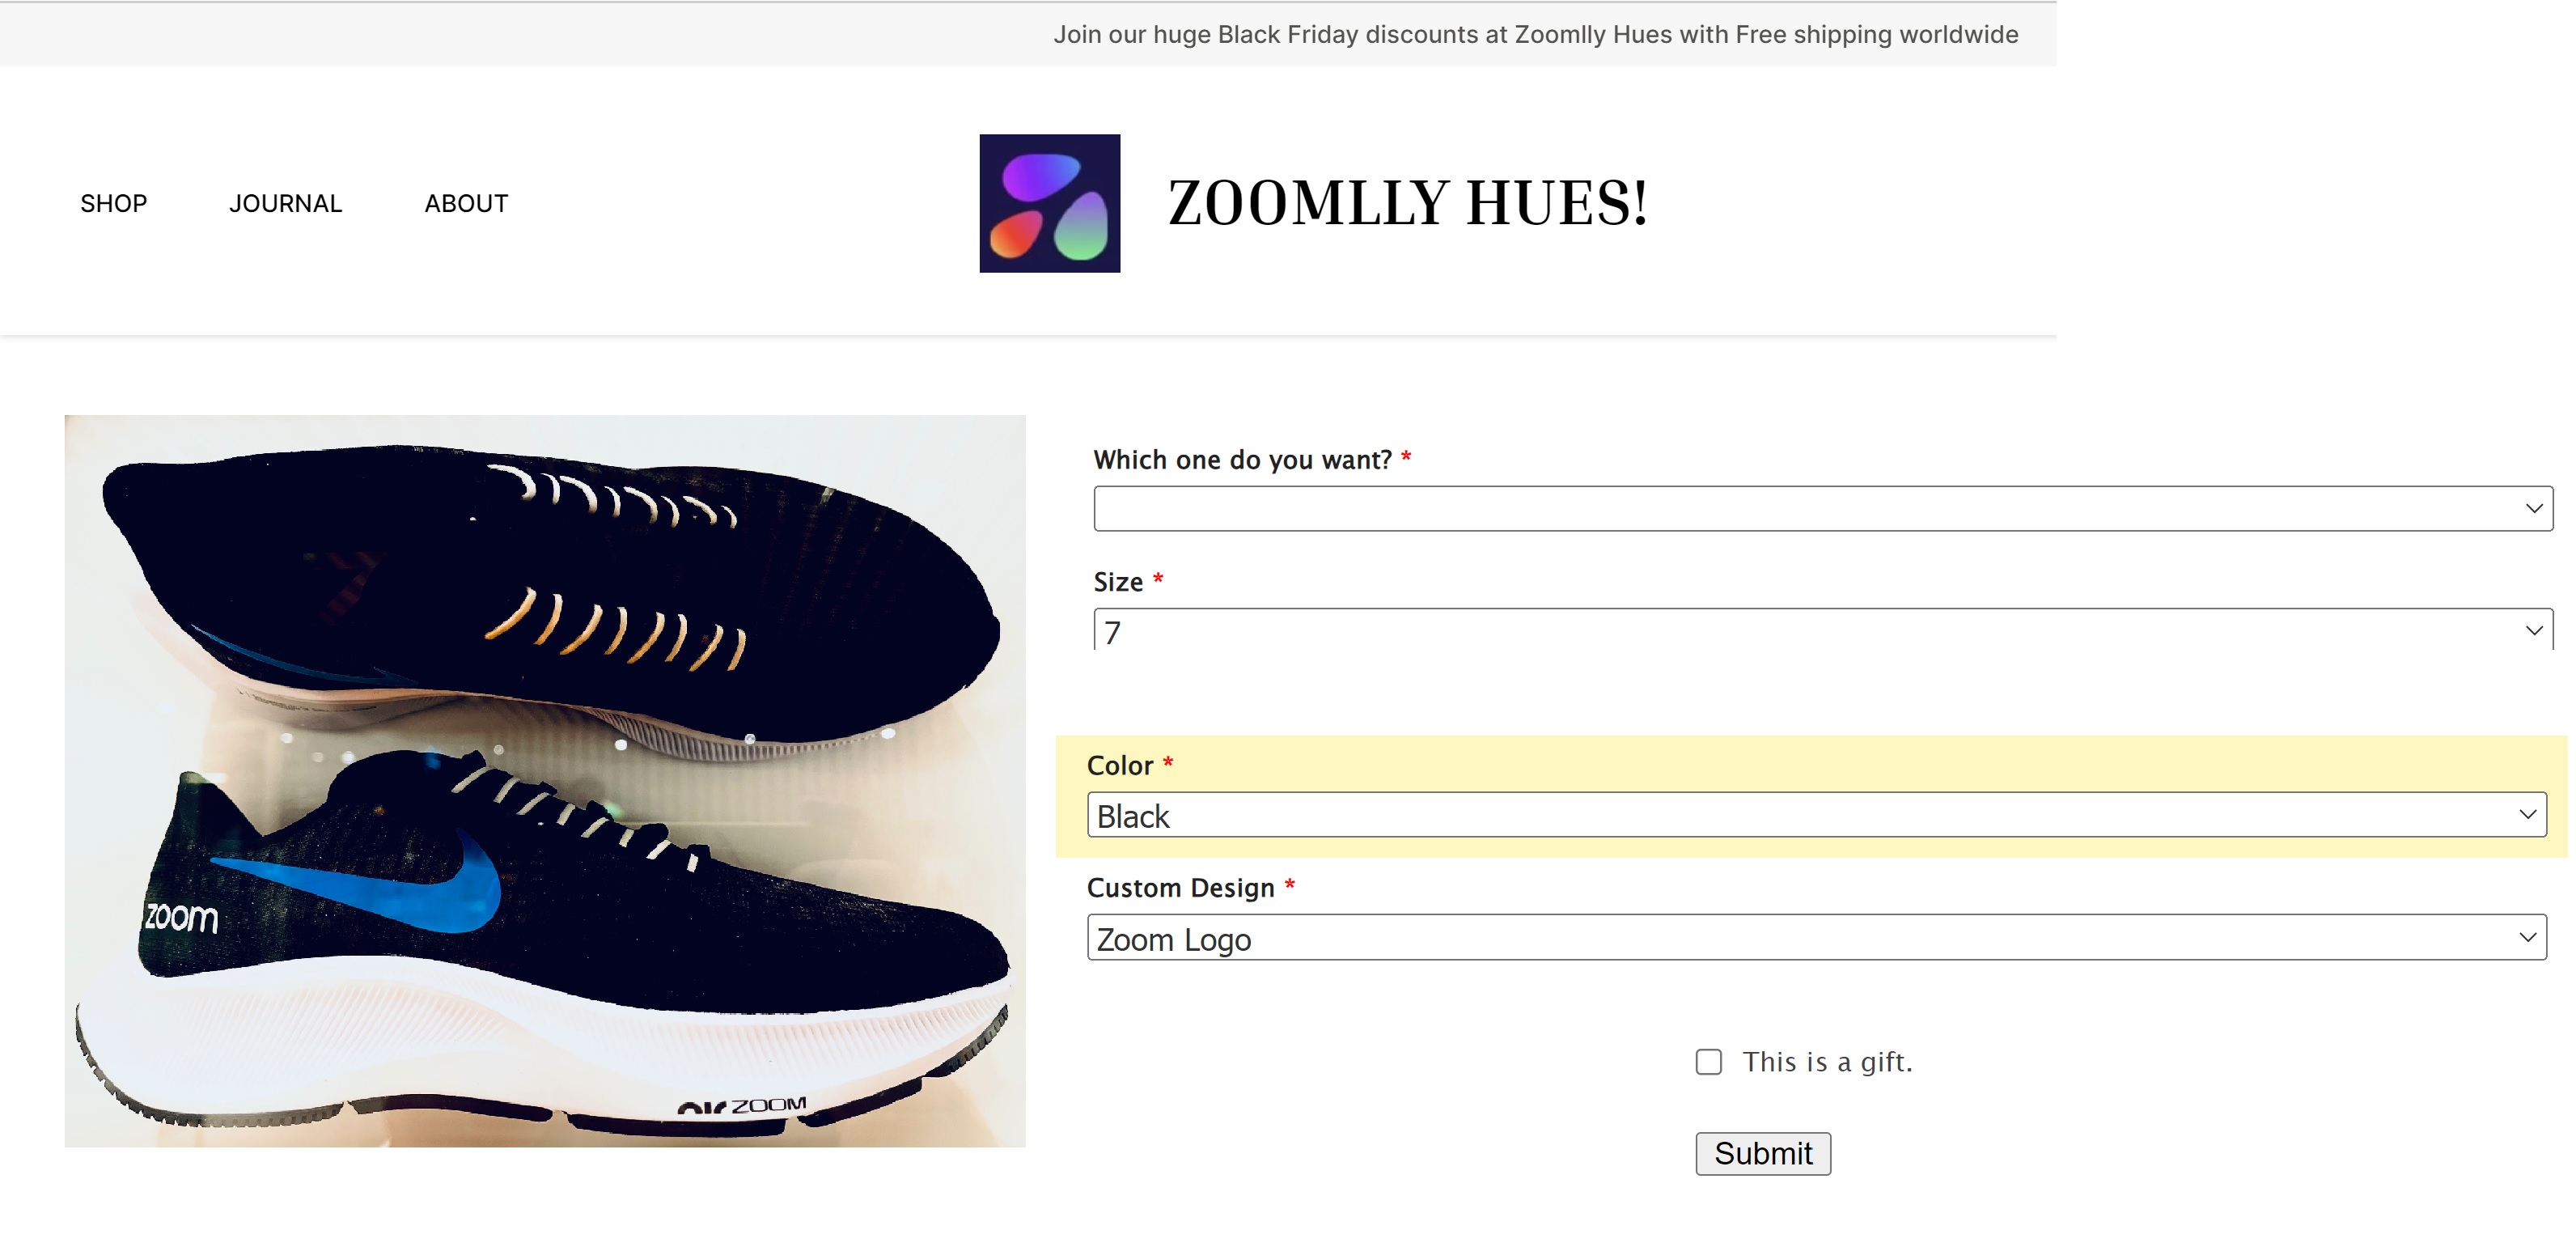 Join our huge Black Friday discounts at Zoomlly Hues with Free shipping worldwide
SHOP JOURNAL ABOUT
ZOOMLLY HUES!
Which one do you want? *
Size *
7
Color *
Black
zoom
Custom Design *
Zoom Logo
This is a gift.
ZOOM
Submit